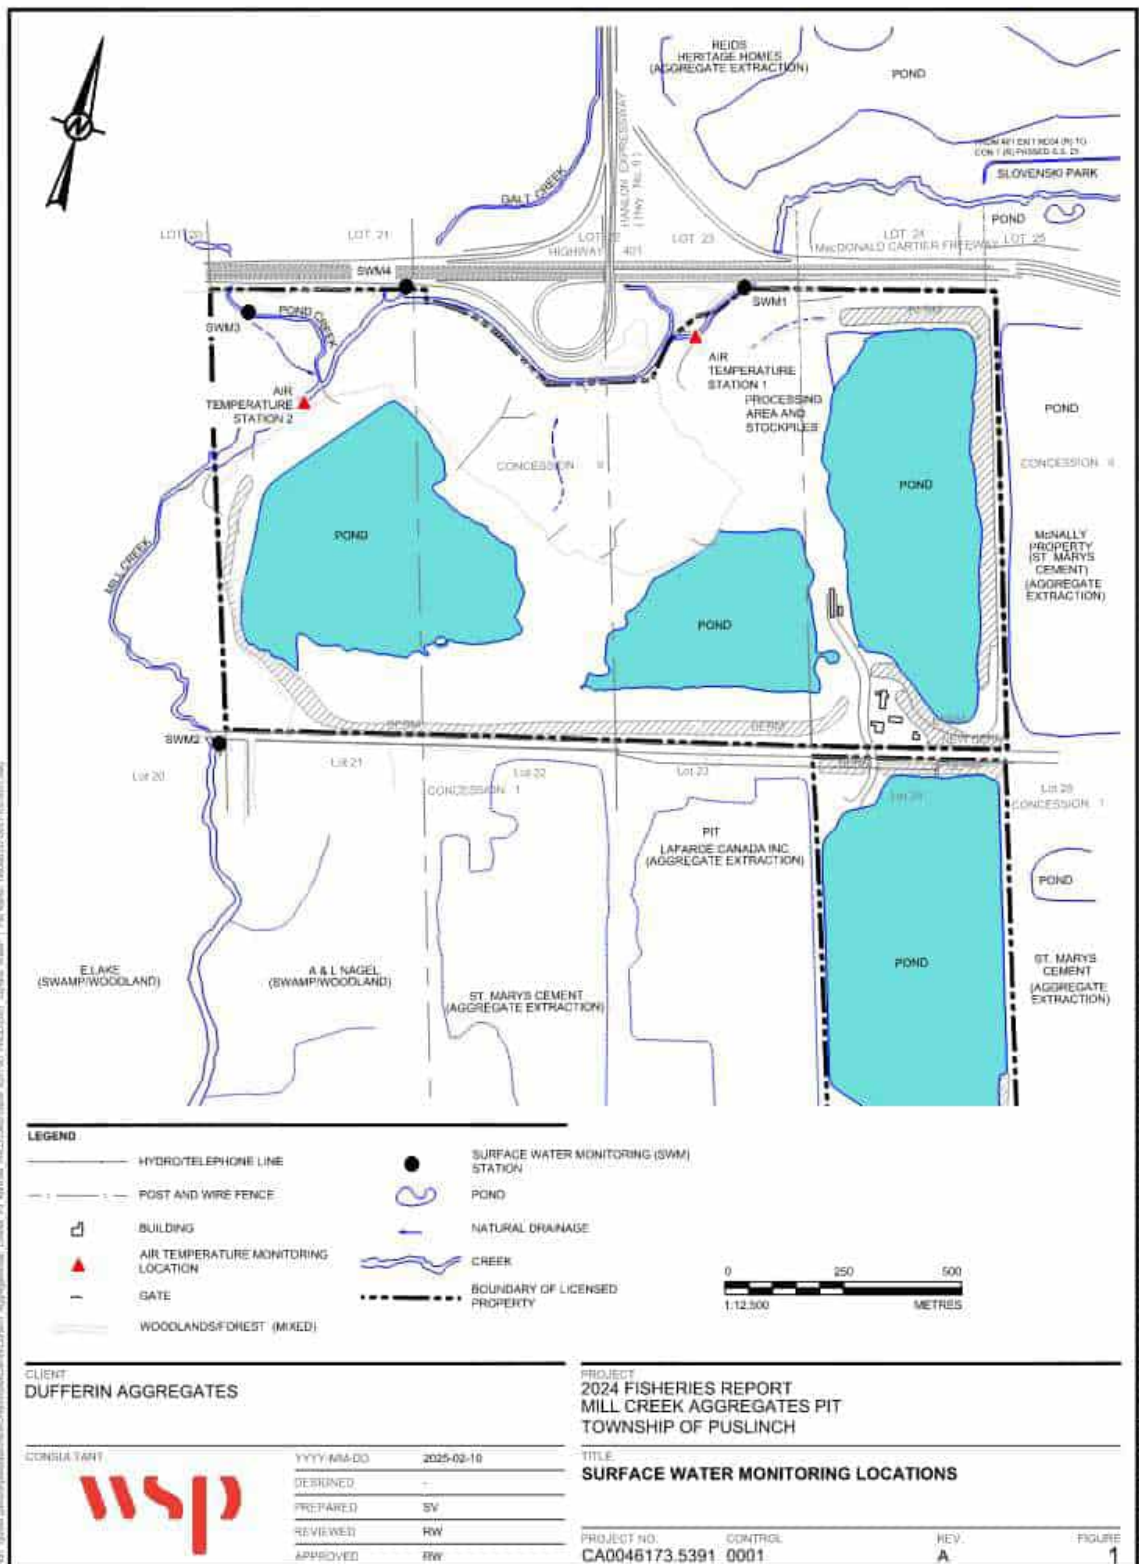 REIDS
HERITAGE HOMES
(AGGREGATE EXTRACTION)
POND
N
HANLON EXPRESSWAY
(Hwy. No. 6)
SLOVENSKI PARK
GALT CREEK
POND
LOT 20
LOT 21
LOT 23
LOT 24
LOT 25
HIGHWAY 401
MacDONALD CARTIER FREEWAY
SWM4
SWM1
SWM3
POND CREEK
BERM
AIR
TEMPERATURE
STATION 1
AIR
TEMPERATURE
STATION 2
PROCESSING
AREA AND
STOCKPILES
POND
CONCESSION II
CONCESSION II
POND
POND
MILL CREEK
McNALLY
PROPERTY
(ST. MARYS
CEMENT)
(AGGREGATE
EXTRACTION)
POND
BERM
BERM
NEW BERM
SWM2
BERM
Lot 20
Lot 21
Lot 22
Lot 23
Lot 24
CONCESSION 1
CONCESSION 1
PIT
LAFARGE CANADA INC.
(AGGREGATE EXTRACTION)
POND
E.LAKE
(SWAMP/WOODLAND)
A & L NAGEL
(SWAMP/WOODLAND)
ST. MARYS CEMENT
(AGGREGATE EXTRACTION)
POND
ST. MARYS
CEMENT
(AGGREGATE
EXTRACTION)
LEGEND
HYDRO/TELEPHONE LINE
POST AND WIRE FENCE
BUILDING
AIR TEMPERATURE MONITORING
LOCATION
GATE
WOODLANDS/FOREST (MIXED)
SURFACE WATER MONITORING (SWM)
STATION
POND
NATURAL DRAINAGE
CREEK
BOUNDARY OF LICENSED
PROPERTY
0 250 500
1:12,500 METRES
CLIENT
DUFFERIN AGGREGATES
PROJECT
2024 FISHERIES REPORT
MILL CREEK AGGREGATES PIT
TOWNSHIP OF PUSLINCH
CONSULTANT
wsp
YYYY-MM-DD 2025-02-10
DESIGNED -
PREPARED SV
REVIEWED RW
APPROVED RW
TITLE
SURFACE WATER MONITORING LOCATIONS
PROJECT NO. CONTROL REV. FIGURE
CA0046173.5391 0001 A 1